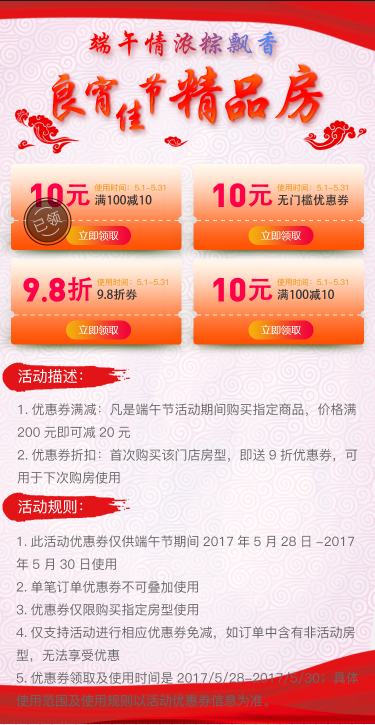 端午情浓粽飘香
良宵佳节精品房
10元 使用时间：5.1-5.31
满100减10
已领
立即领取
10元 使用时间：5.1-5.31
无门槛优惠券
立即领取
9.8折 使用时间：5.1-5.31
9.8折券
立即领取
10元 使用时间：5.1-5.31
满100减10
立即领取
活动描述：
1. 优惠券满减：凡是端午节活动期间购买指定商品，价格满
200 元即可减 20 元
2. 优惠券折扣：首次购买该门店房型，即送 9 折优惠券，可
用于下次购房使用
活动规则：
1. 此活动优惠券仅供端午节期间 2017 年 5 月 28 日 -2017
年 5 月 30 日使用
2. 单笔订单优惠券不可叠加使用
3. 优惠券仅限购买指定房型使用
4. 仅支持活动进行相应优惠券免减，如订单中含有非活动房
型，无法享受优惠
5. 优惠券领取及使用时间是 2017/5/28-2017/5/30；具体
使用范围及使用规则以活动优惠券信息为准。